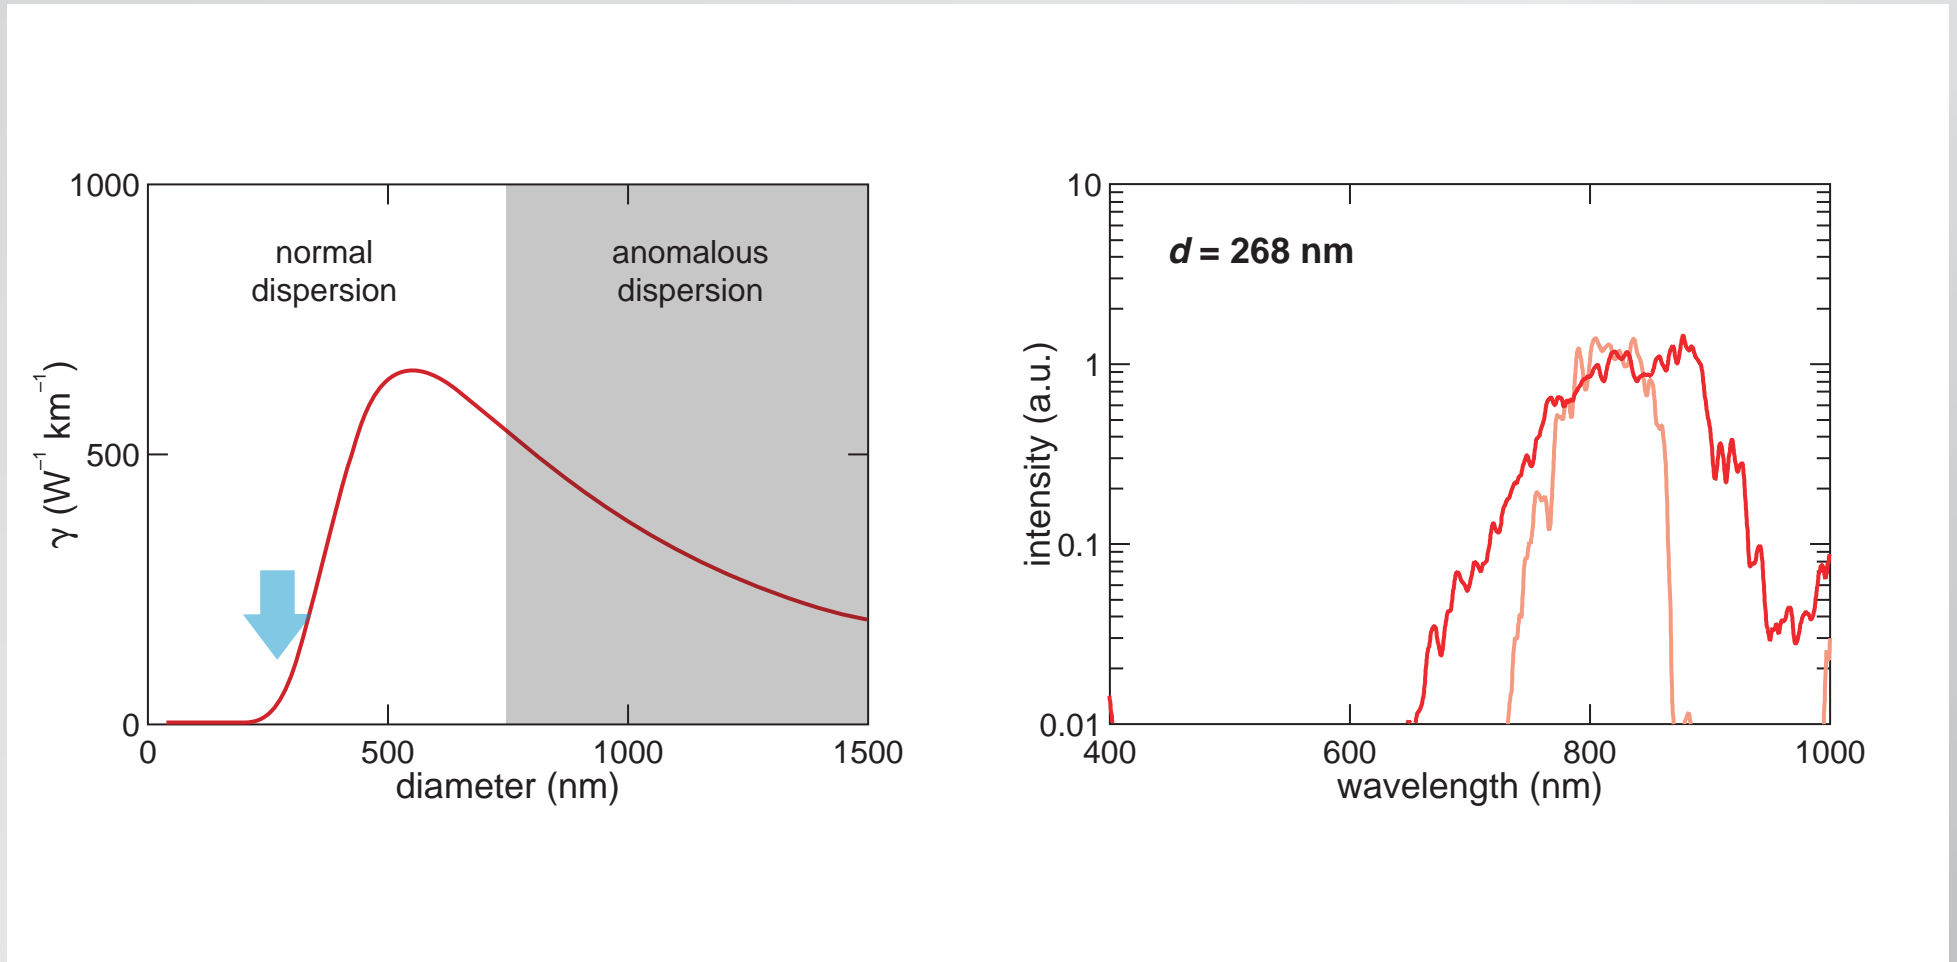 1000
500
0
0
500
1000
1500
normal
dispersion
anomalous
dispersion
γ (W⁻¹ km⁻¹)
diameter (nm)
10
1
0.1
0.01
400
600
800
1000
d = 268 nm
intensity (a.u.)
wavelength (nm)